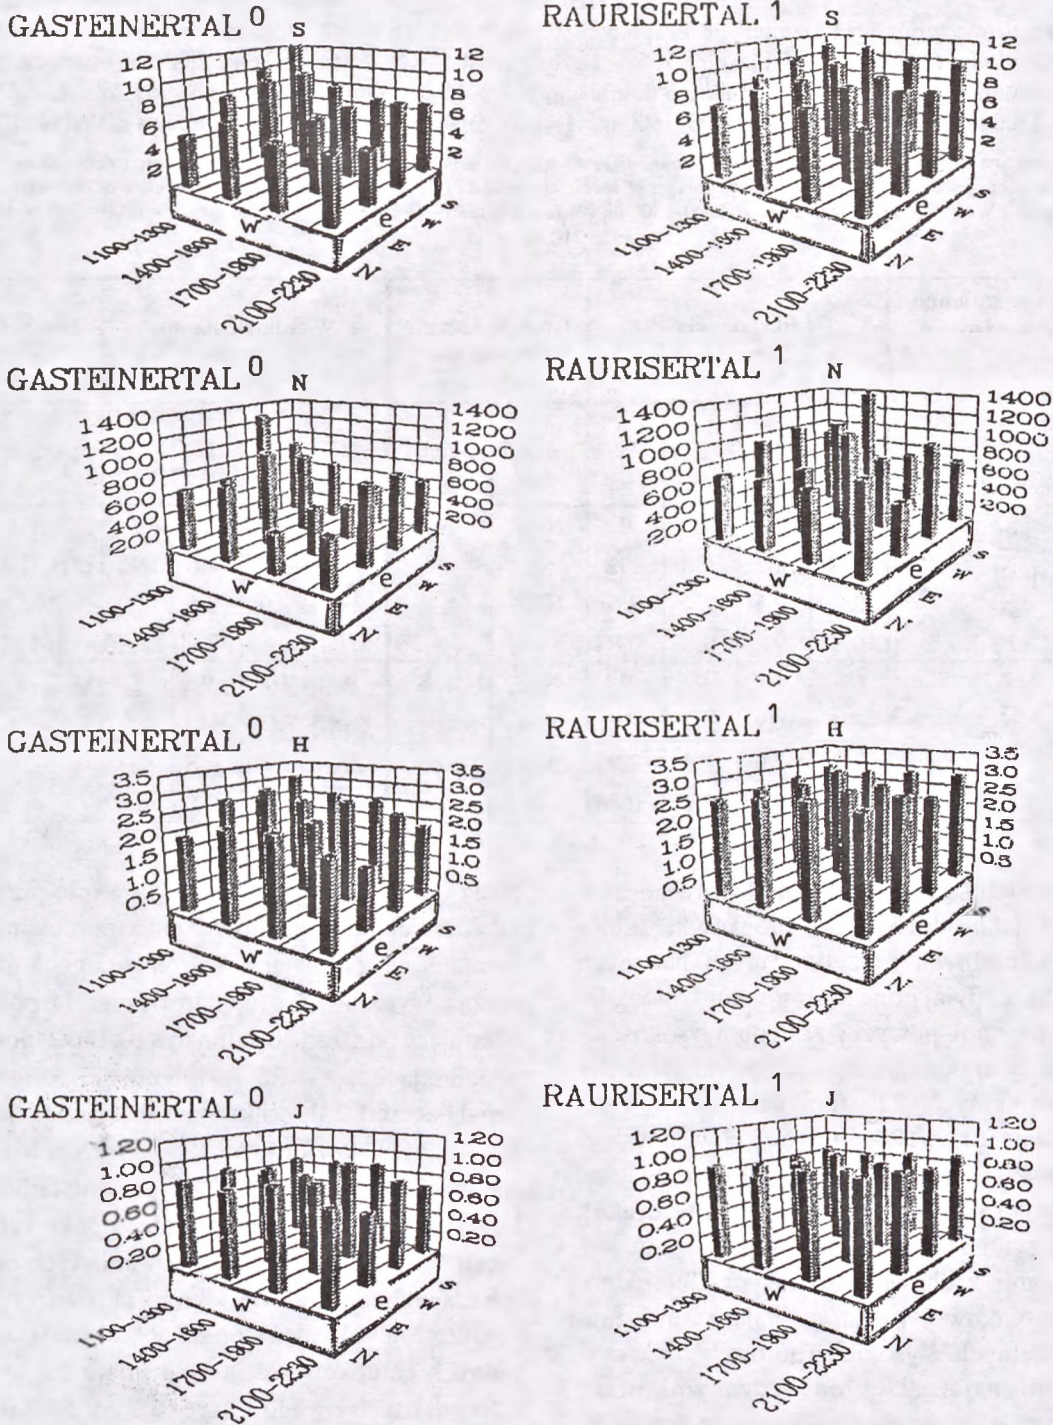 GASTEINERTAL 0 S
12 10 8 6 4 2
12 10 8 6 4 2
w e
1100-1300
1400-1600
1700-1800
2100-2230
N E W S
RAURISERTAL 1 S
12 10 8 6 4 2
12 10 8 6 4 2
w e
1100-1300
1400-1600
1700-1900
2100-2230
N E W S
GASTEINERTAL 0 N
1400 1200 1000 800 600 400 200
1400 1200 1000 800 600 400 200
w e
1100-1300
1400-1600
1700-1900
2100-2230
N E W S
RAURISERTAL 1 N
1400 1200 1000 800 600 400 200
1400 1200 1000 800 600 400 200
w e
1100-1300
1400-1600
1700-1900
2100-2230
N E W S
GASTEINERTAL 0 H
3.5 3.0 2.5 2.0 1.5 1.0 0.5
3.5 3.0 2.5 2.0 1.5 1.0 0.5
w e
1100-1300
1400-1600
1700-1900
2100-2230
N E W S
RAURISERTAL 1 H
3.5 3.0 2.5 2.0 1.5 1.0 0.5
3.5 3.0 2.5 2.0 1.5 1.0 0.5
w e
1100-1300
1400-1600
1700-1900
2100-2230
N E W S
GASTEINERTAL 0 J
1.20 1.00 0.80 0.60 0.40 0.20
1.20 1.00 0.80 0.60 0.40 0.20
w e
1100-1300
1400-1600
1700-1900
2100-2230
N E W S
RAURISERTAL 1 J
1.20 1.00 0.80 0.60 0.40 0.20
1.20 1.00 0.80 0.60 0.40 0.20
w e
1100-1300
1400-1600
1700-1900
2100-2230
N E W S